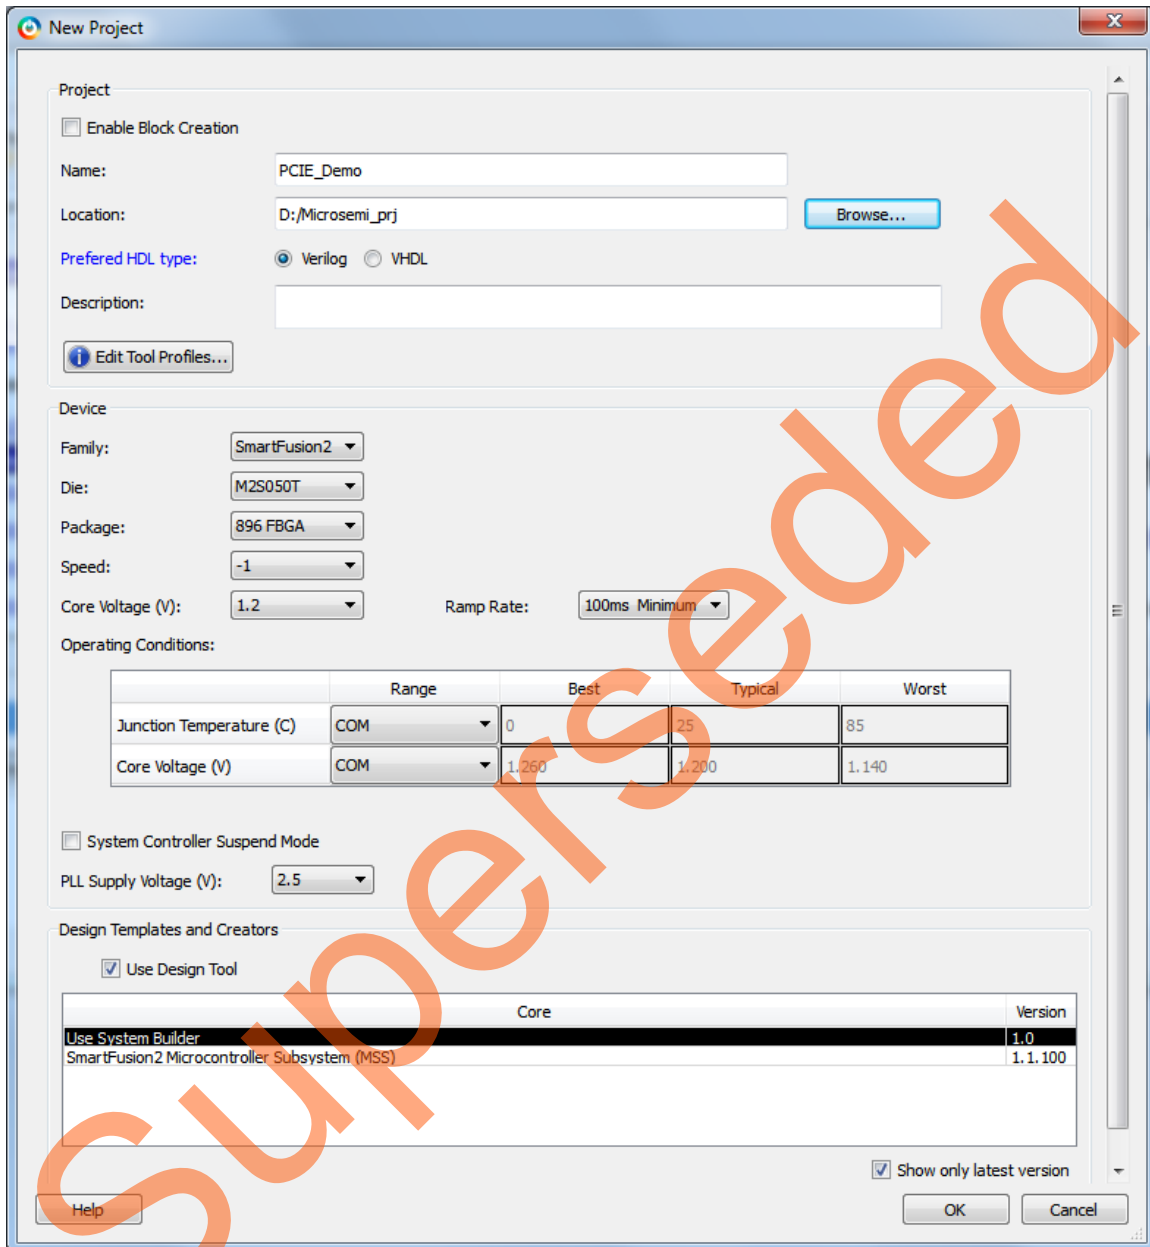 New Project
Project
Enable Block Creation
Name: PCIE_Demo
Location: D:/Microsemi_prj Browse...
Prefered HDL type: Verilog VHDL
Description:
Edit Tool Profiles...
Device
Family: SmartFusion2
Die: M2S050T
Package: 896 FBGA
Speed: -1
Core Voltage (V): 1.2 Ramp Rate: 100ms Minimum
Operating Conditions:
Range Best Typical Worst
Junction Temperature (C) COM 0 25 85
Core Voltage (V) COM 1.260 1.200 1.140
System Controller Suspend Mode
PLL Supply Voltage (V): 2.5
Design Templates and Creators
Use Design Tool
Core Version
Use System Builder 1.0
SmartFusion2 Microcontroller Subsystem (MSS) 1.1.100
Show only latest version
Help OK Cancel
Superseded